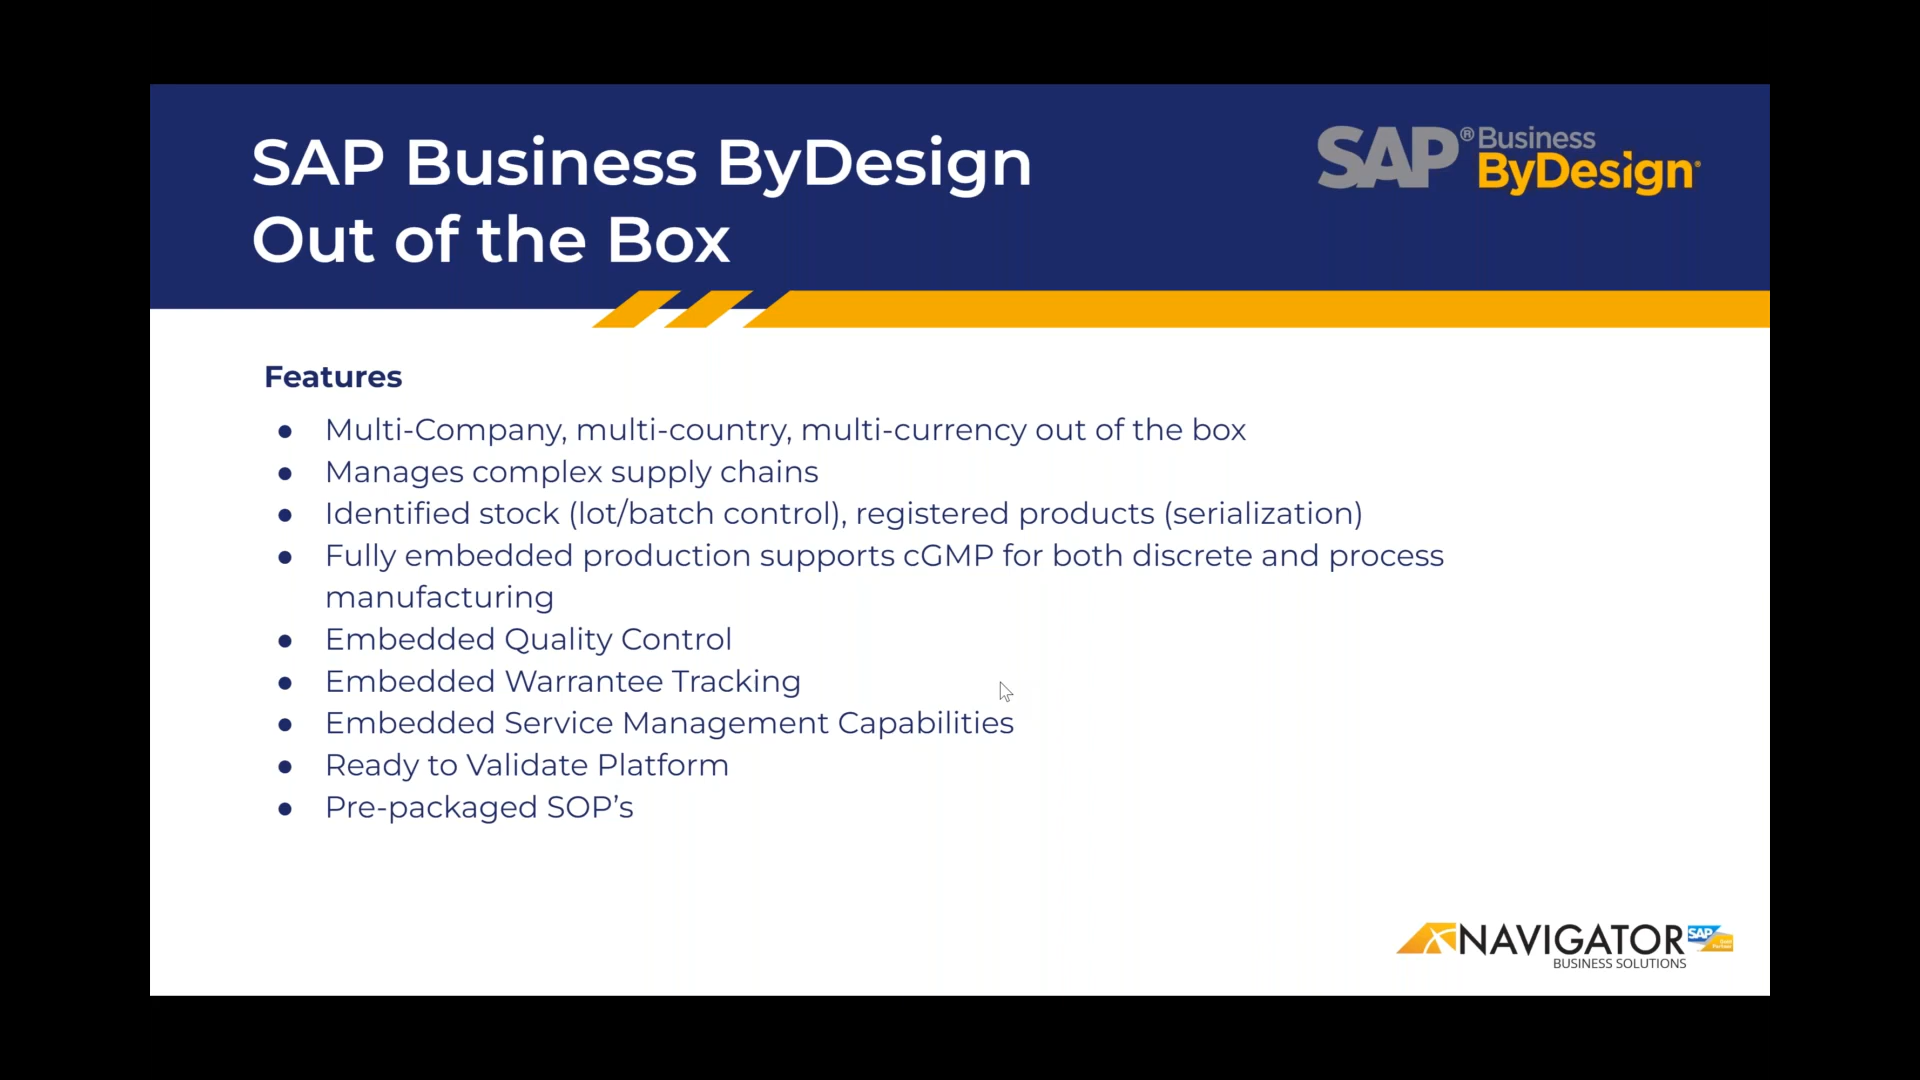 SAP Business ByDesign
Out of the Box
SAP® Business
ByDesign®
Features
● Multi-Company, multi-country, multi-currency out of the box
● Manages complex supply chains
● Identified stock (lot/batch control), registered products (serialization)
● Fully embedded production supports cGMP for both discrete and process
manufacturing
● Embedded Quality Control
● Embedded Warrantee Tracking
● Embedded Service Management Capabilities
● Ready to Validate Platform
● Pre-packaged SOP’s
NAVIGATOR
SAP
BUSINESS SOLUTIONS